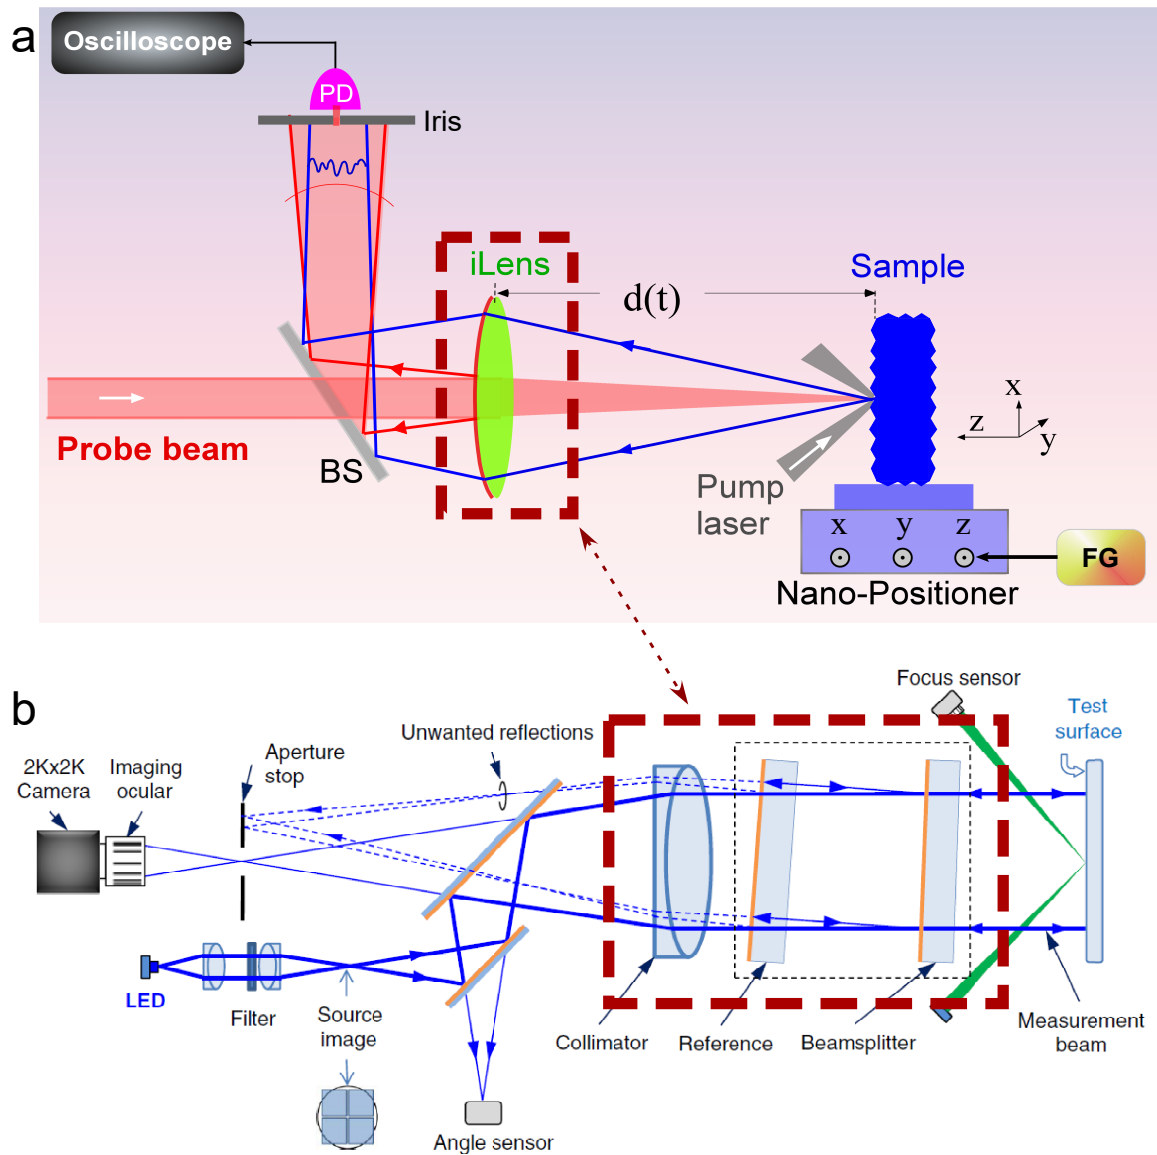 a
Oscilloscope
PD
Iris
iLens
d(t)
Sample
Probe beam
BS
Pump
laser
x
z
y
x y z
FG
Nano-Positioner
b
Focus sensor
Test
surface
Unwanted reflections
Aperture
stop
2Kx2K
Camera
Imaging
ocular
LED
Filter
Source
image
Collimator
Reference
Beamsplitter
Measurement
beam
Angle sensor